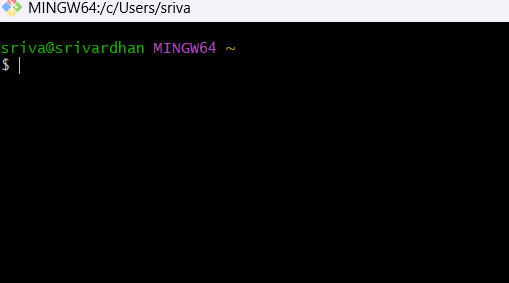 MINGW64:/c/Users/sriva
sriva@srivardhan MINGW64 ~
$